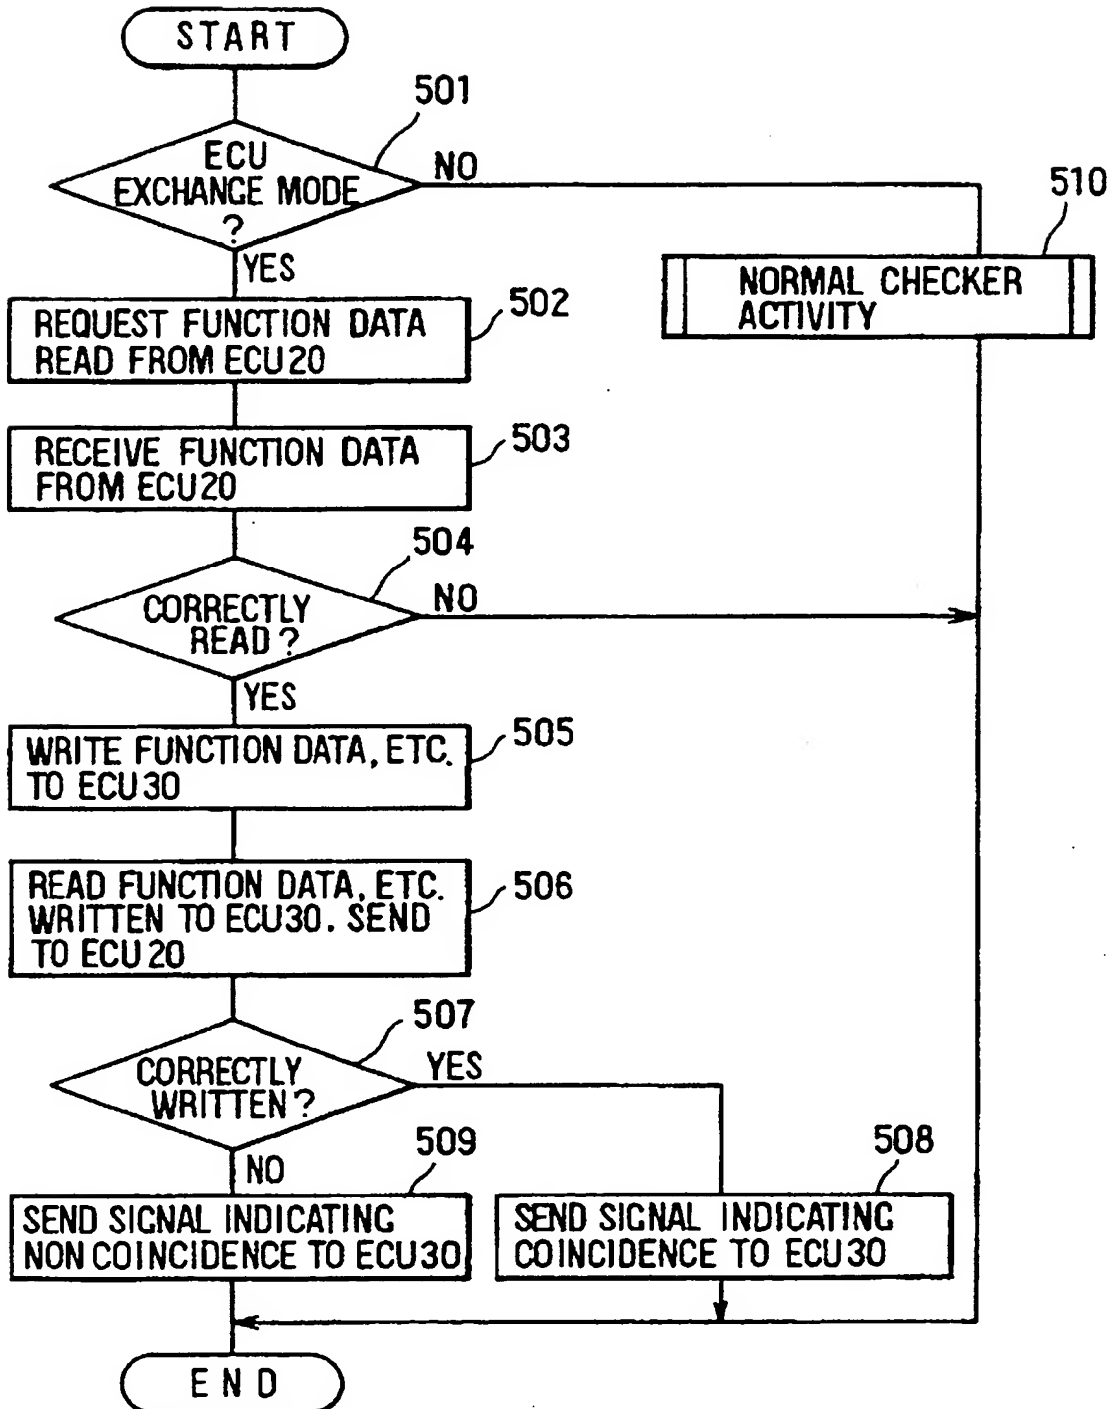 START
501
ECU
EXCHANGE MODE
?
NO
YES
510
NORMAL CHECKER
ACTIVITY
502
REQUEST FUNCTION DATA
READ FROM ECU20
503
RECEIVE FUNCTION DATA
FROM ECU20
504
CORRECTLY
READ?
NO
YES
505
WRITE FUNCTION DATA, ETC.
TO ECU30
506
READ FUNCTION DATA, ETC.
WRITTEN TO ECU30. SEND
TO ECU20
507
CORRECTLY
WRITTEN?
YES
NO
509
SEND SIGNAL INDICATING
NON COINCIDENCE TO ECU30
508
SEND SIGNAL INDICATING
COINCIDENCE TO ECU30
END